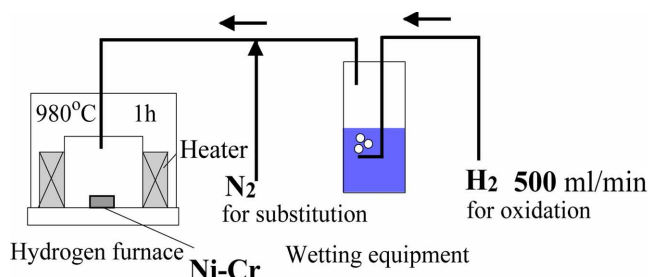 980°C 1h
Heater
N2
for substitution
H2 500 ml/min
for oxidation
Hydrogen furnace
Wetting equipment
Ni-Cr